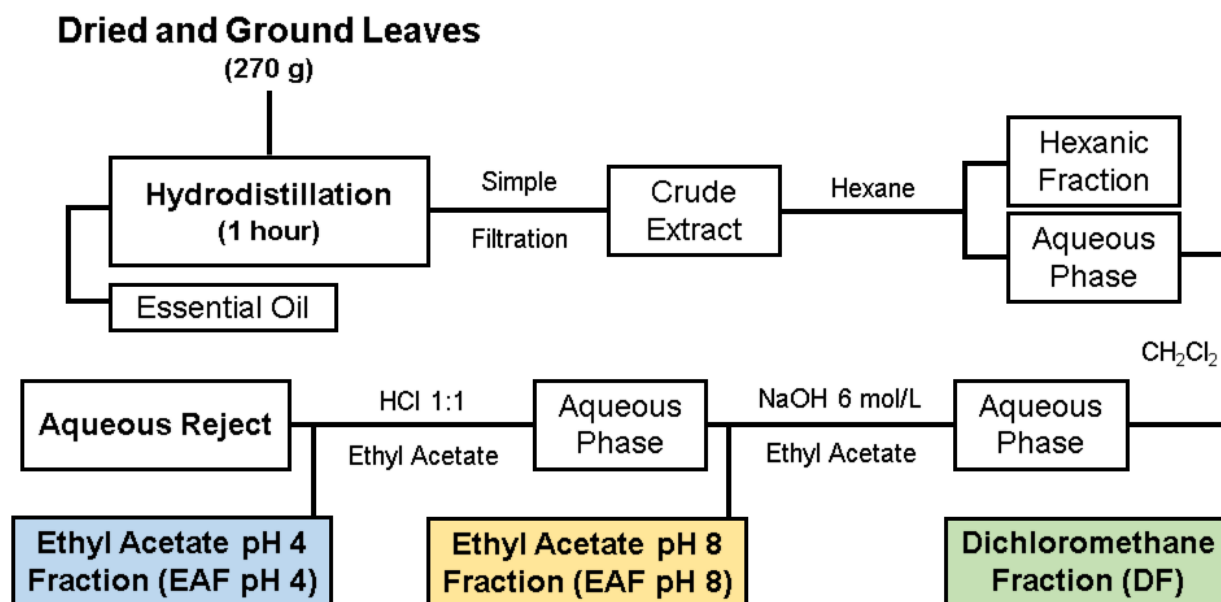 Dried and Ground Leaves
(270 g)
Hydrodistillation
(1 hour)
Essential Oil
Simple
Filtration
Crude
Extract
Hexane
Hexanic
Fraction
Aqueous
Phase
CH₂Cl₂
Aqueous
Phase
NaOH 6 mol/L
Ethyl Acetate
Aqueous
Phase
HCl 1:1
Ethyl Acetate
Aqueous Reject
Ethyl Acetate pH 4
Fraction (EAF pH 4)
Ethyl Acetate pH 8
Fraction (EAF pH 8)
Dichloromethane
Fraction (DF)